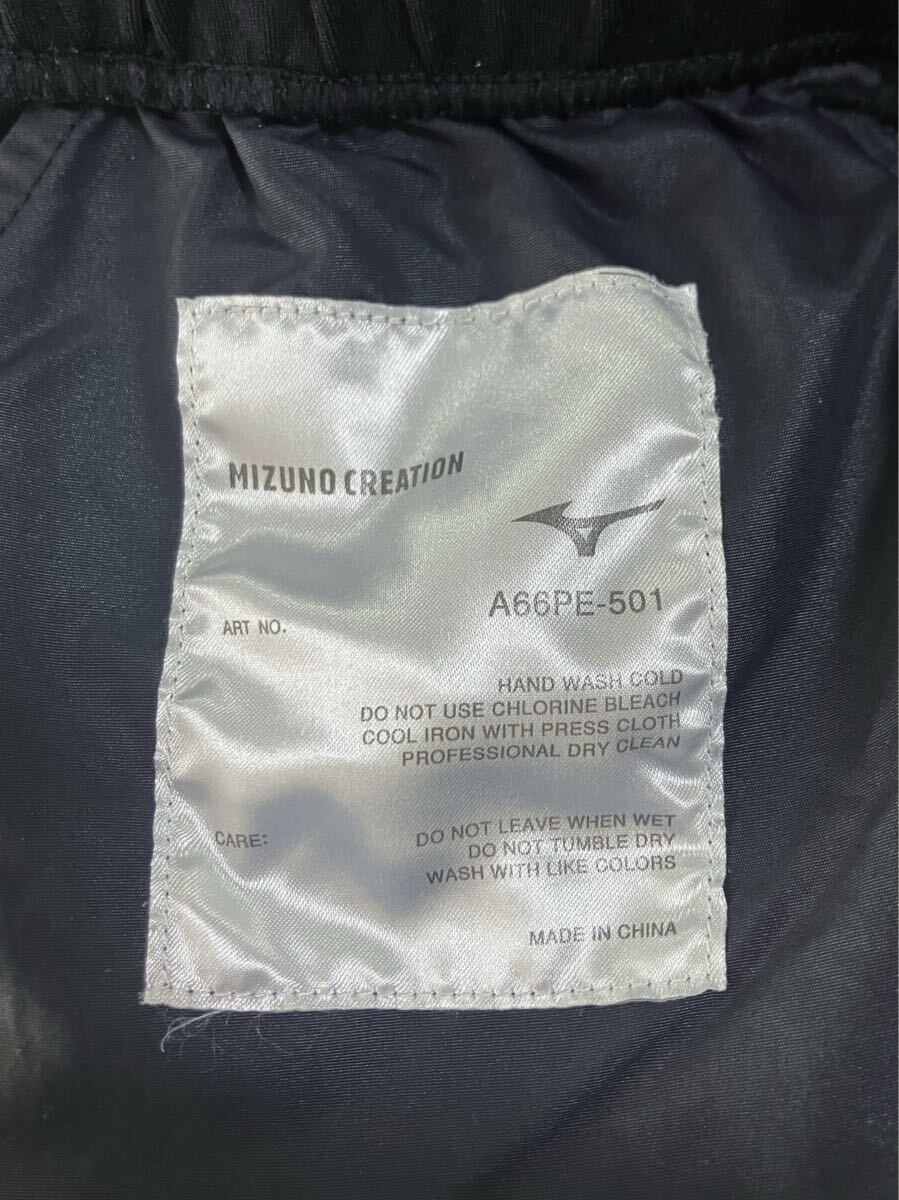 MIZUNO CREATION
ART NO.
A66PE-501
HAND WASH COLD
DO NOT USE CHLORINE BLEACH
COOL IRON WITH PRESS CLOTH
PROFESSIONAL DRY CLEAN
CARE:
DO NOT LEAVE WHEN WET
DO NOT TUMBLE DRY
WASH WITH LIKE COLORS
MADE IN CHINA